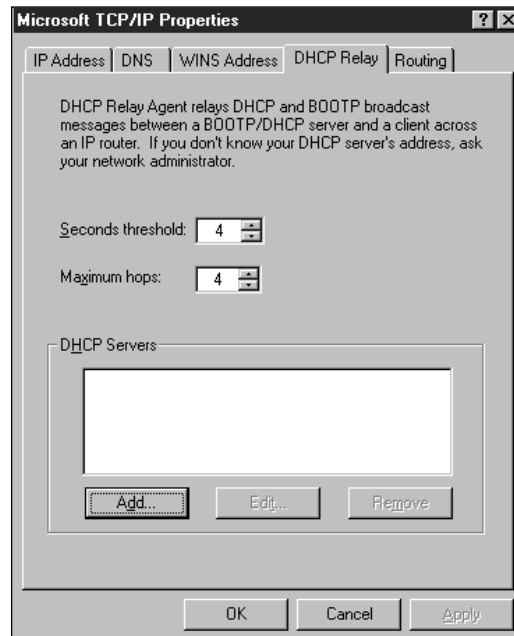 Microsoft TCP/IP Properties
IP Address DNS WINS Address DHCP Relay Routing
DHCP Relay Agent relays DHCP and BOOTP broadcast
messages between a BOOTP/DHCP server and a client across
an IP router. If you don't know your DHCP server's address, ask
your network administrator.
Seconds threshold: 4
Maximum hops: 4
DHCP Servers
Add... Edit... Remove
OK Cancel Apply